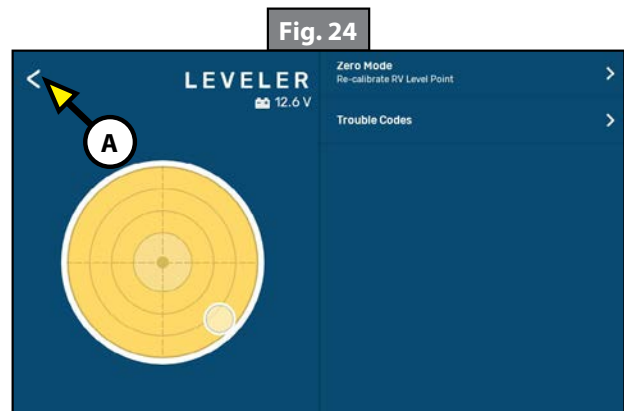 Fig. 24
<
LEVELER
12.6 V
A
Zero Mode
Re-calibrate RV Level Point
>
Trouble Codes
>